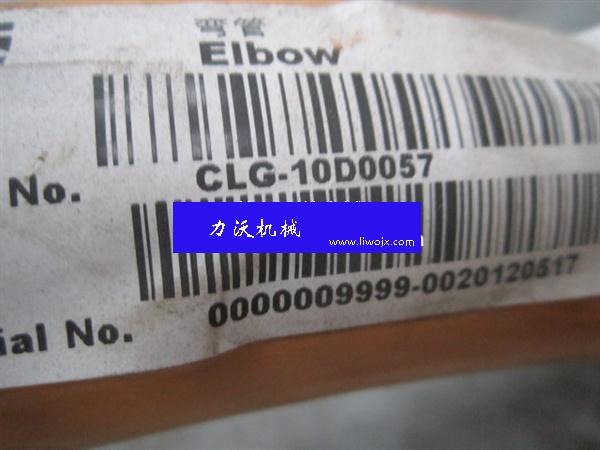 弯管
Elbow
No.
CLG-10D0057
力沃机械
www.liwojx.com
0000009999-0020120517
ial No.